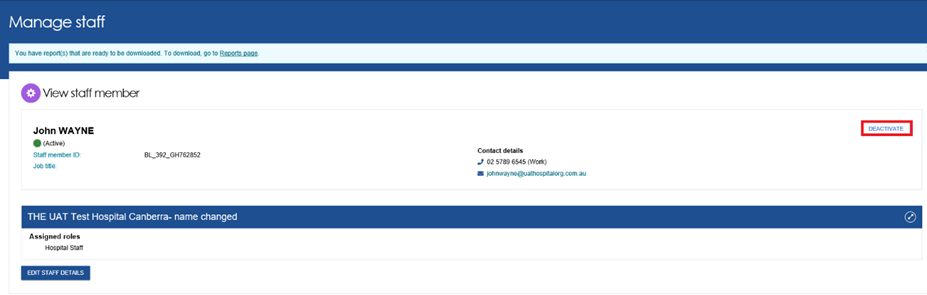 Manage staff
You have report(s) that are ready to be downloaded. To download, go to Reports page.
View staff member
John WAYNE
DEACTIVATE
(Active)
Staff member ID: BL_392_GH762852
Job title:
Contact details
02 5789 6545 (Work)
johnwayne@uathospitalorg.com.au
THE UAT Test Hospital Canberra- name changed
Assigned roles
Hospital Staff
EDIT STAFF DETAILS